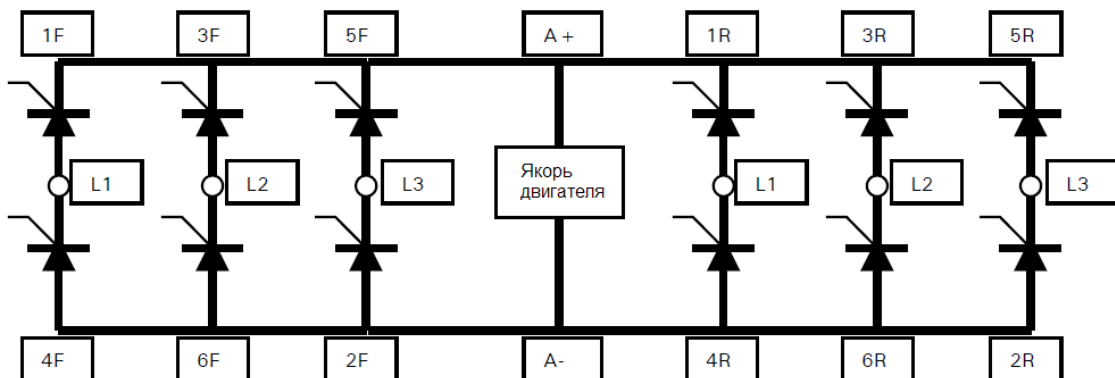 1F 3F 5F A + 1R 3R 5R
L1 L2 L3 Якорь двигателя L1 L2 L3
4F 6F 2F A- 4R 6R 2R